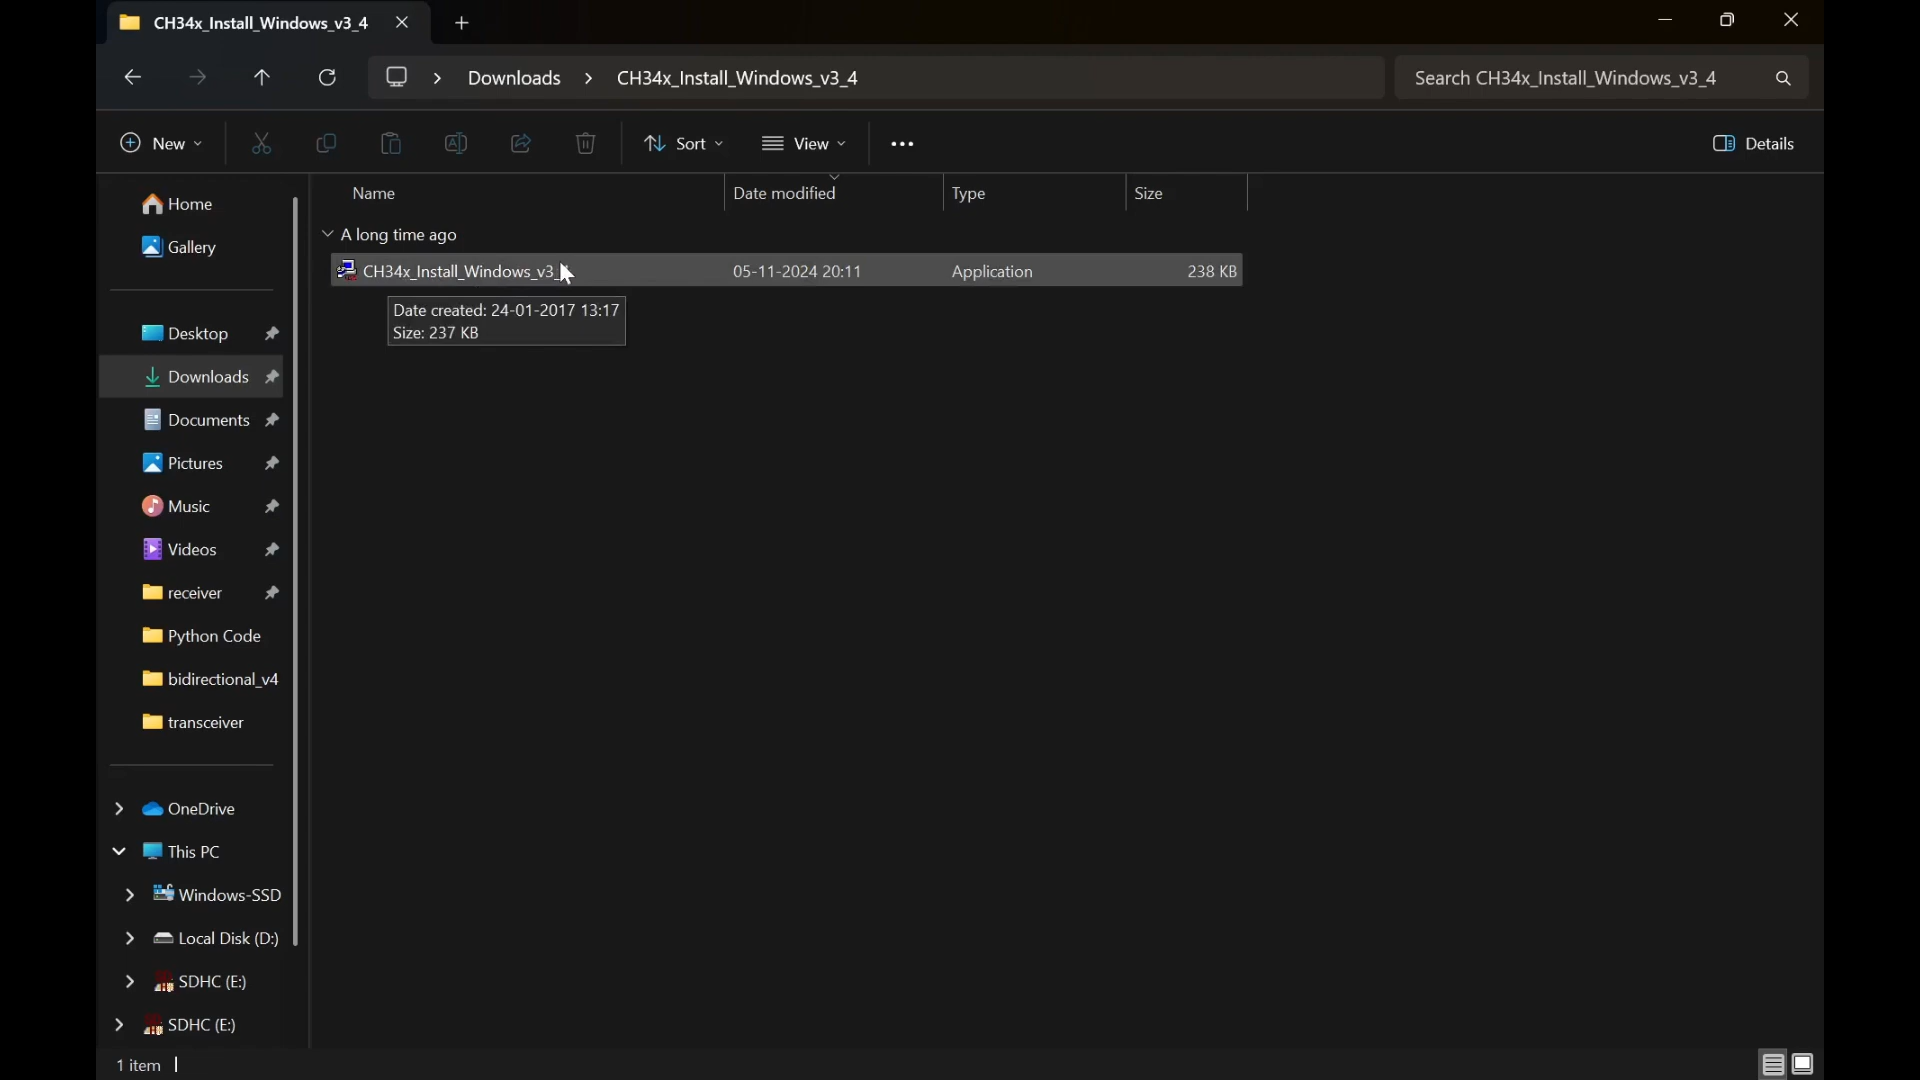 CH34x_Install_Windows_v3_4
Downloads CH34x_Install_Windows_v3_4
Search CH34x_Install_Windows_v3_4
New Sort View ••• Details
Home
Gallery
Desktop
Downloads
Documents
Pictures
Music
Videos
receiver
Python Code
bidirectional_v4
transceiver
OneDrive
This PC
Windows-SSD
Local Disk (D:)
SDHC (E:)
SDHC (E:)
Name Date modified Type Size
A long time ago
CH34x_Install_Windows_v3_ 05-11-2024 20:11 Application 238 KB
Date created: 24-01-2017 13:17
Size: 237 KB
1 item